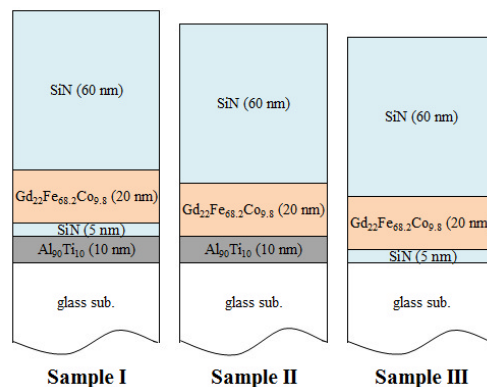 SiN (60 nm)
Gd₂₂Fe₆₈.₂Co₉.₈ (20 nm)
SiN (5 nm)
Al₉₀Ti₁₀ (10 nm)
glass sub.
Sample I
SiN (60 nm)
Gd₂₂Fe₆₈.₂Co₉.₈ (20 nm)
Al₉₀Ti₁₀ (10 nm)
glass sub.
Sample II
SiN (60 nm)
Gd₂₂Fe₆₈.₂Co₉.₈ (20 nm)
SiN (5 nm)
glass sub.
Sample III